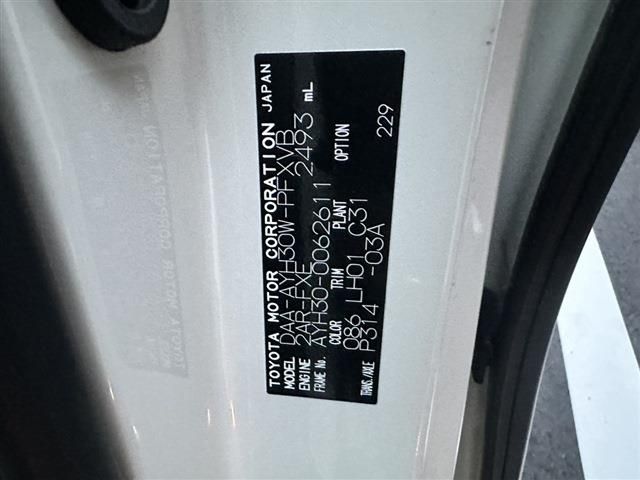 TOYOTA MOTOR CORPORATION JAPAN
MODEL DAA-AYH30W-PFXVB
ENGINE 2AR-FXE 2493 mL
FRAME No. AYH30-0062611
COLOR TRIM PLANT OPTION
086 LH01 C31 229
TRANS./AXLE P314 -03A